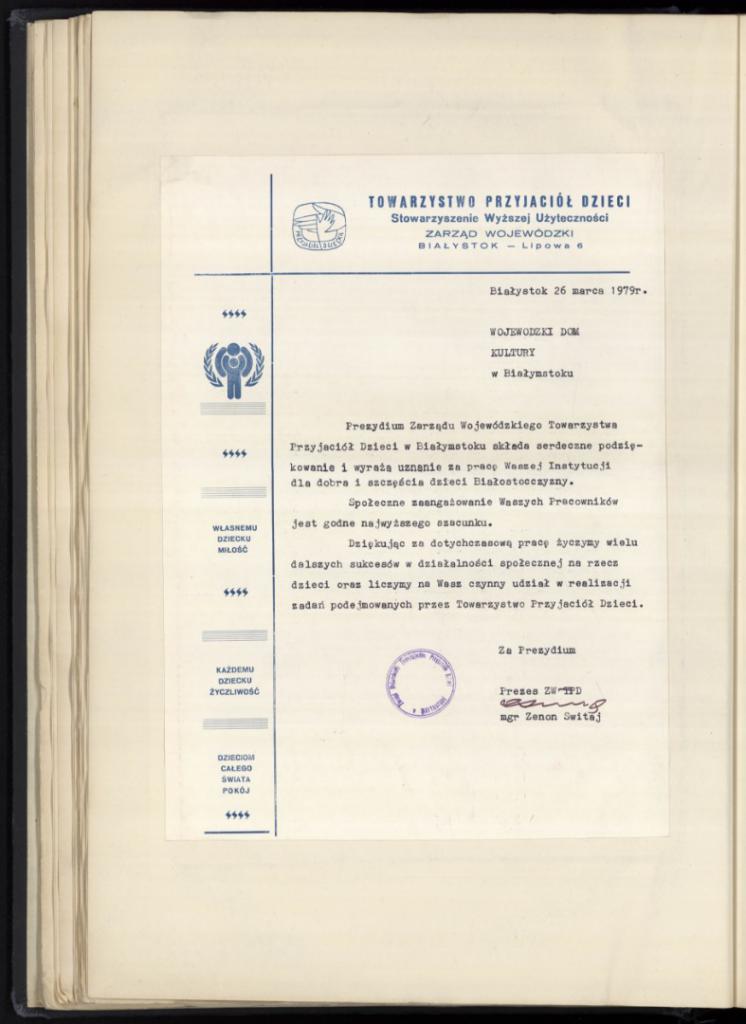 TOWARZYSTWO PRZYJACIÓŁ DZIECI
Stowarzyszenie Wyższej Użyteczności
ZARZĄD WOJEWÓDZKI
BIAŁYSTOK — Lipowa 6
Białystok 26 marca 1979r.
WOJEWODZKI DOM
KULTURY
w Białymstoku
Prezydium Zarządu Wojewódzkiego Towarzystwa
Przyjaciół Dzieci w Białymstoku składa serdeczne podzię-
kowanie i wyraża uznanie za pracę Waszej Instytucji
dla dobra i szczęścia dzieci Białostocczyzny.
Społeczne zaangażowanie Waszych Pracowników
jest godne najwyższego szacunku.
Dziękując za dotychczasową pracę życzymy wielu
dalszych sukcesów w działalności społecznej na rzecz
dzieci oraz liczymy na Wasz czynny udział w realizacji
zadań podejmowanych przez Towarzystwo Przyjaciół Dzieci.
Za Prezydium
Prezes ZW TPD
mgr Zenon Switaj
WŁASNEMU
DZIECKU
MIŁOŚĆ
KAŻDEMU
DZIECKU
ŻYCZLIWOŚĆ
DZIECIOM
CAŁEGO
ŚWIATA
POKÓJ